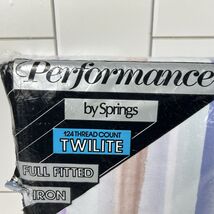 Performance
by Springs
124 THREAD COUNT
TWILITE
FULL FITTED
IRON